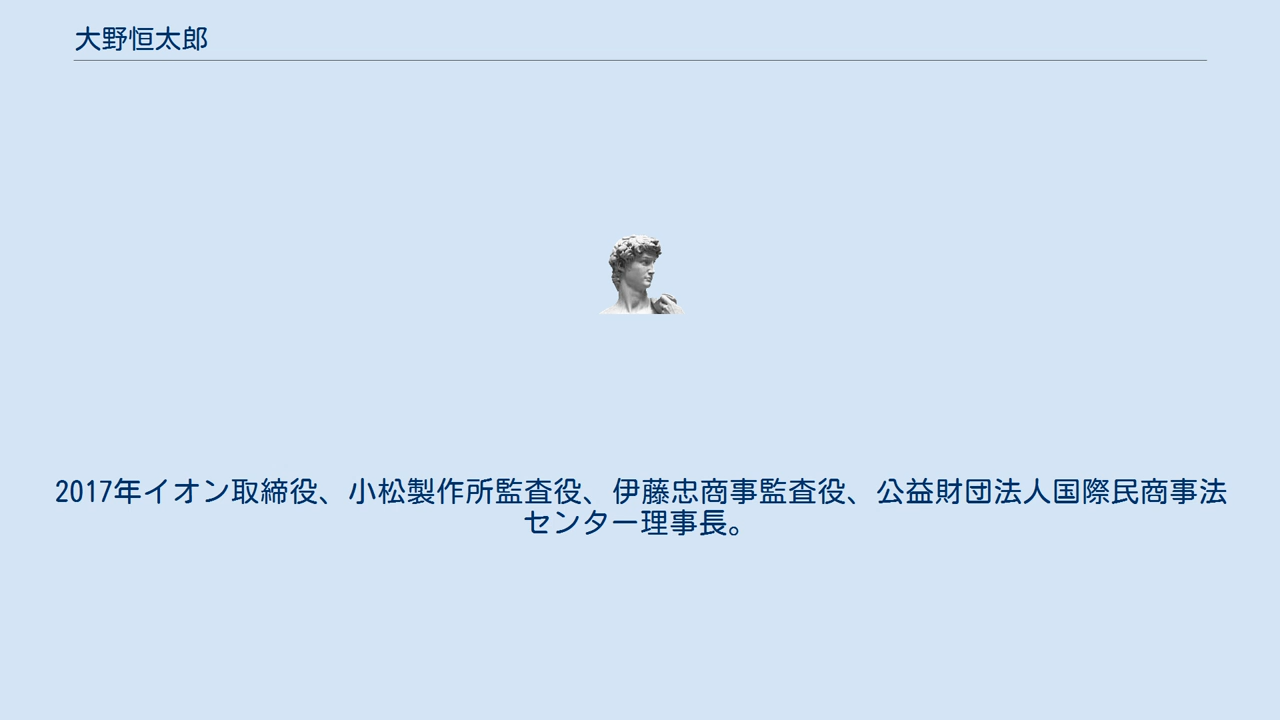 大野恒太郎
2017年イオン取締役、小松製作所監査役、伊藤忠商事監査役、公益財団法人国際民商事法
センター理事長。